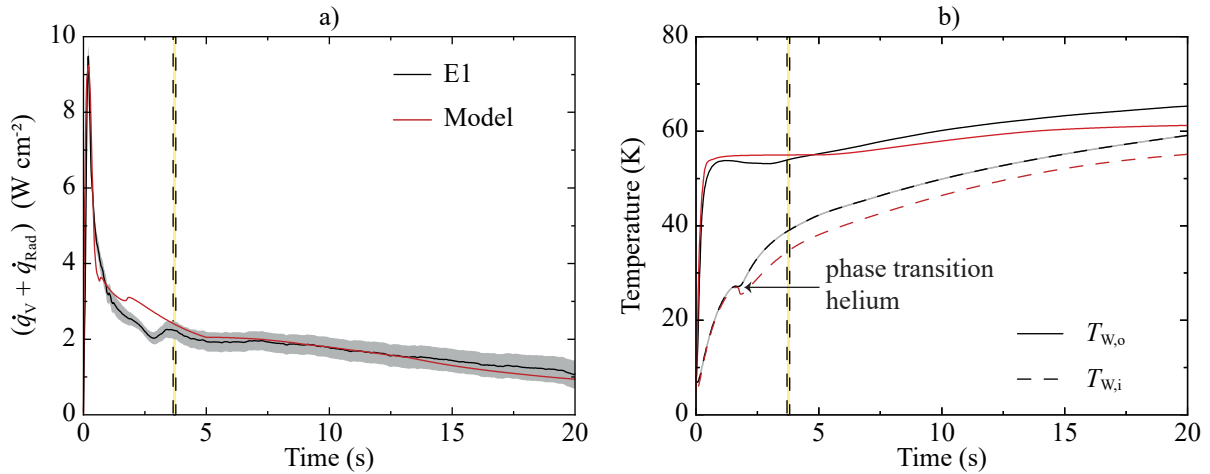 a)
(q̇V + q̇Rad) (W cm-2)
10
8
6
4
2
0
E1
Model
0
5
10
15
20
Time (s)
b)
Temperature (K)
80
60
40
20
0
phase transition
helium
TW,o
TW,i
0
5
10
15
20
Time (s)